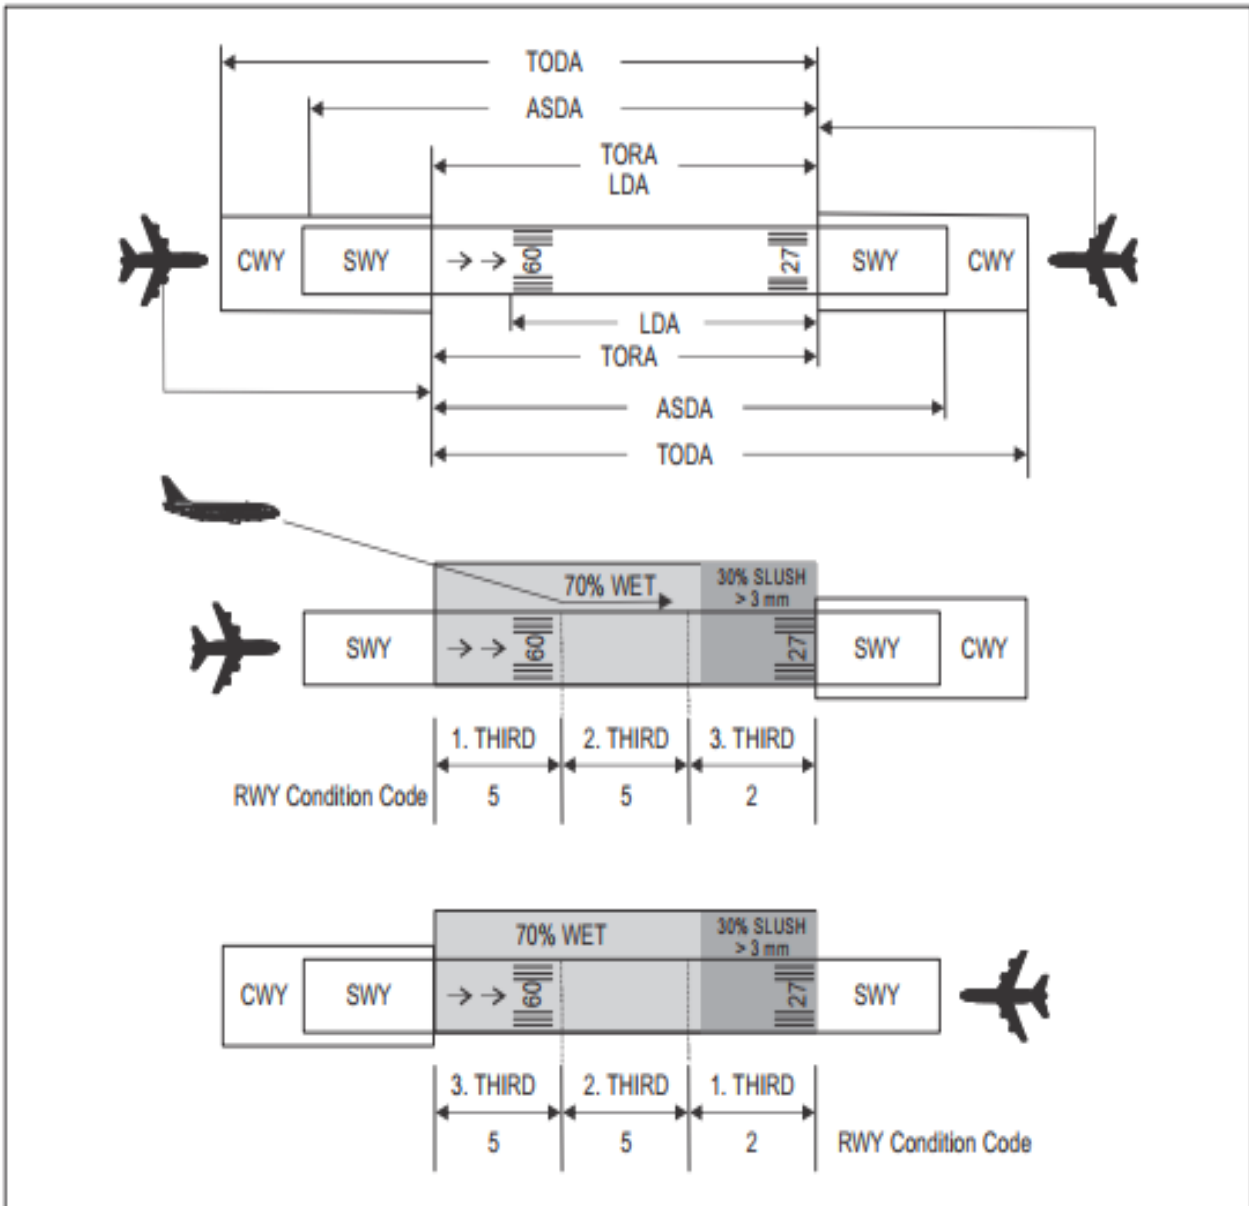 TODA
ASDA
TORA
LDA
CWY SWY 09 27 SWY CWY
LDA
TORA
ASDA
TODA
70% WET 30% SLUSH
> 3 mm
SWY 09 27 SWY CWY
1. THIRD 2. THIRD 3. THIRD
RWY Condition Code 5 5 2
70% WET 30% SLUSH
> 3 mm
CWY SWY 09 27 SWY
3. THIRD 2. THIRD 1. THIRD
5 5 2 RWY Condition Code